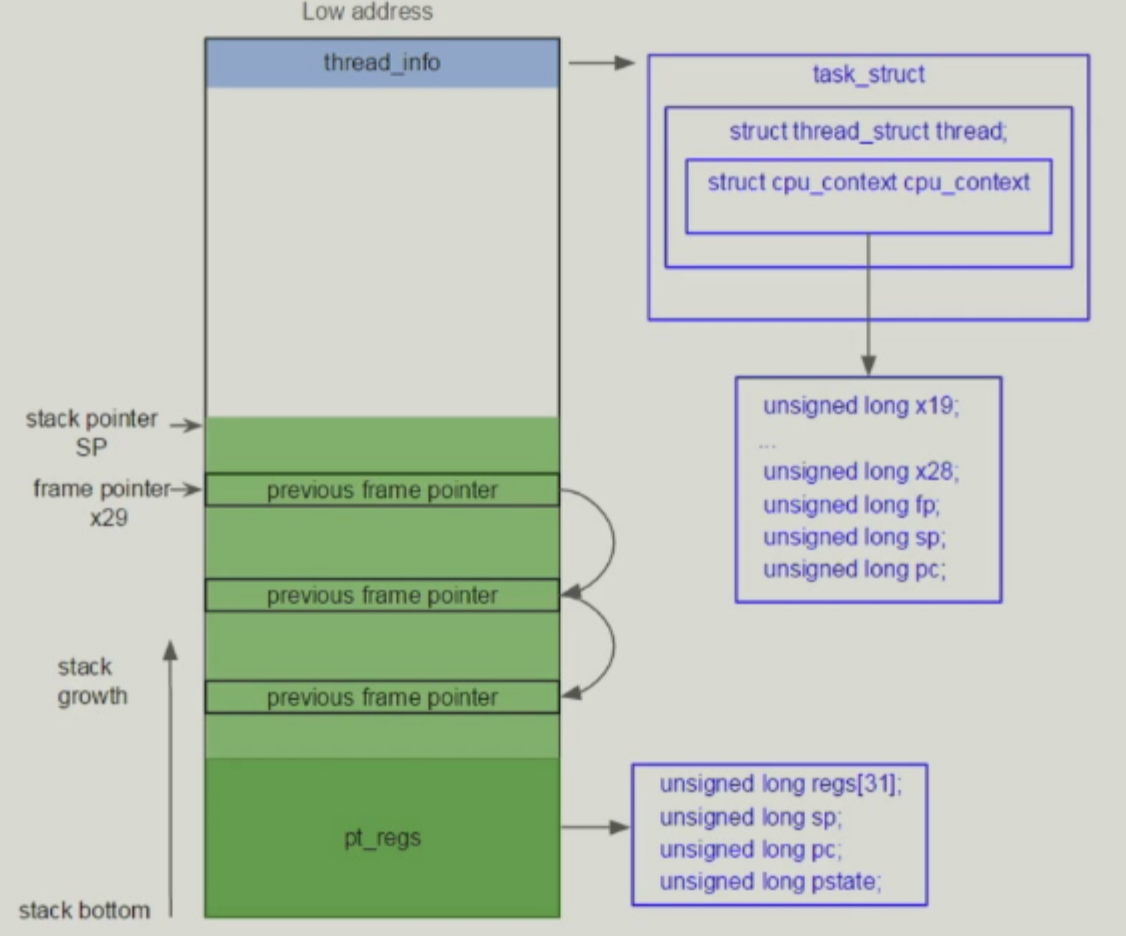 Low address
thread_info
task_struct
struct thread_struct thread;
struct cpu_context cpu_context
stack pointer
SP
frame pointer
x29
previous frame pointer
previous frame pointer
previous frame pointer
unsigned long x19;
...
unsigned long x28;
unsigned long fp;
unsigned long sp;
unsigned long pc;
stack
growth
pt_regs
stack bottom
unsigned long regs[31];
unsigned long sp;
unsigned long pc;
unsigned long pstate;